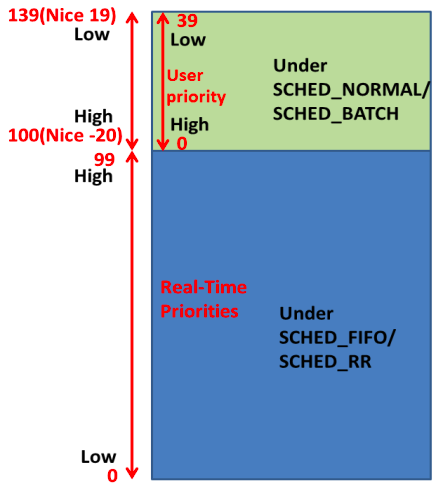 139(Nice 19)
Low
39
Low
User
priority
Under
SCHED_NORMAL/
SCHED_BATCH
High
High
100(Nice -20)
0
99
High
Real-Time
Priorities
Under
SCHED_FIFO/
SCHED_RR
Low
0